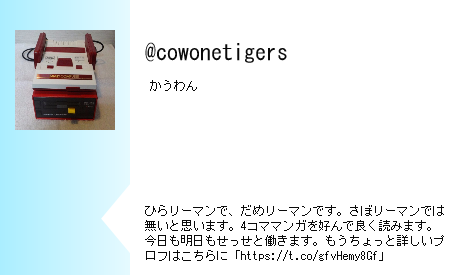 @cowonetigers
かうわん
ひらリーマンで、だめリーマンです。さぼリーマンでは
無いと思います。4コママンガを好んで良く読みます。
今日も明日もせっせと働きます。もうちょっと詳しいプ
ロフはこちらに「https://t.co/gfvHemy8Gf」